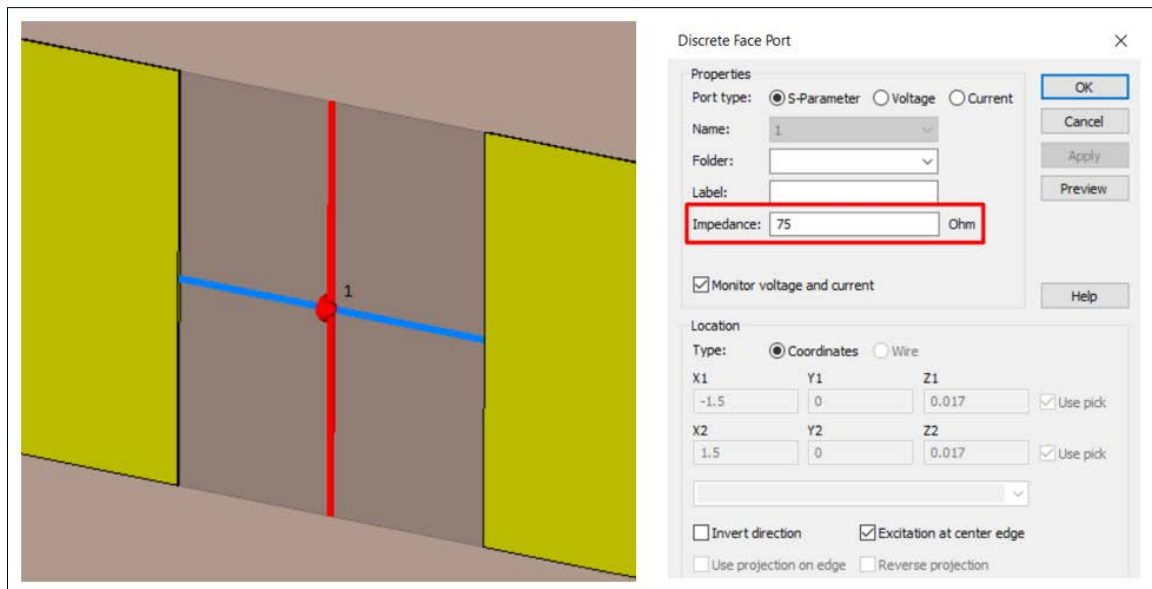 1
Discrete Face Port
Properties
Port type: S-Parameter Voltage Current
OK
Name: 1
Cancel
Folder:
Apply
Label:
Preview
Impedance: 75 Ohm
Monitor voltage and current
Help
Location
Type: Coordinates Wire
X1 Y1 Z1
-1.5 0 0.017 Use pick
X2 Y2 Z2
1.5 0 0.017 Use pick
Invert direction Excitation at center edge
Use projection on edge Reverse projection